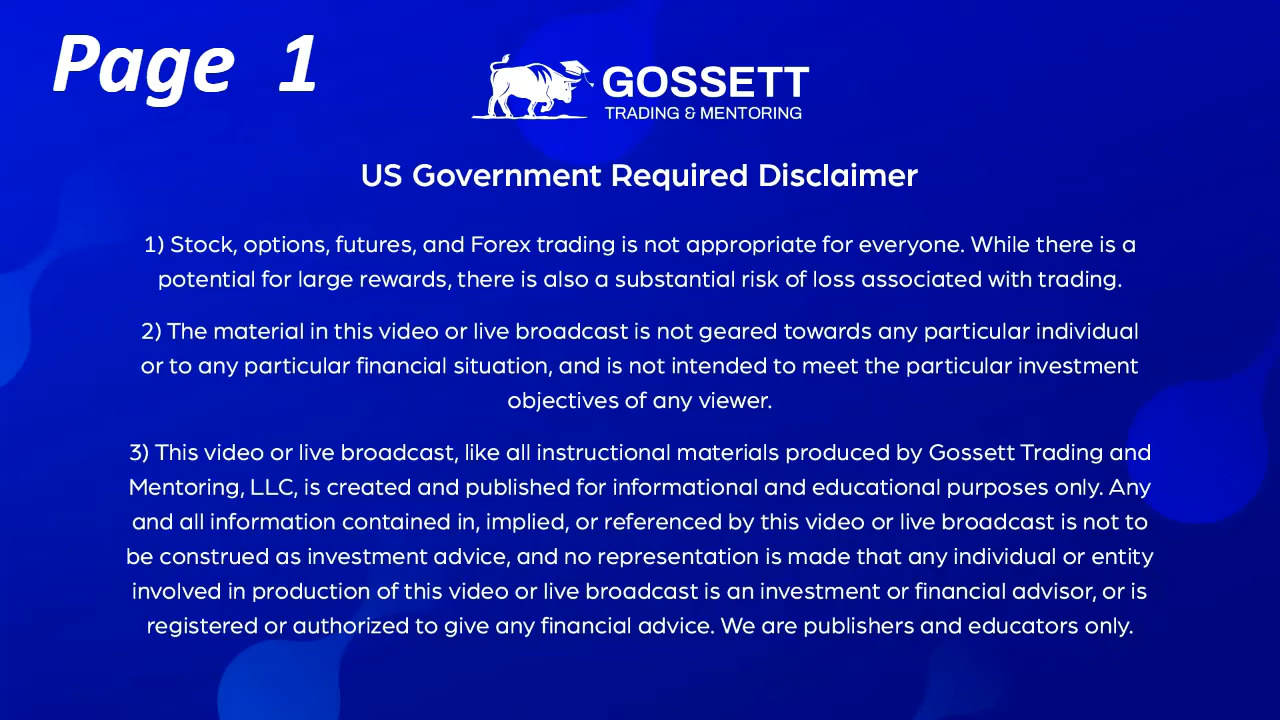 Page 1
GOSSETT
TRADING & MENTORING
US Government Required Disclaimer
1) Stock, options, futures, and Forex trading is not appropriate for everyone. While there is a
potential for large rewards, there is also a substantial risk of loss associated with trading.
2) The material in this video or live broadcast is not geared towards any particular individual
or to any particular financial situation, and is not intended to meet the particular investment
objectives of any viewer.
3) This video or live broadcast, like all instructional materials produced by Gossett Trading and
Mentoring, LLC, is created and published for informational and educational purposes only. Any
and all information contained in, implied, or referenced by this video or live broadcast is not to
be construed as investment advice, and no representation is made that any individual or entity
involved in production of this video or live broadcast is an investment or financial advisor, or is
registered or authorized to give any financial advice. We are publishers and educators only.